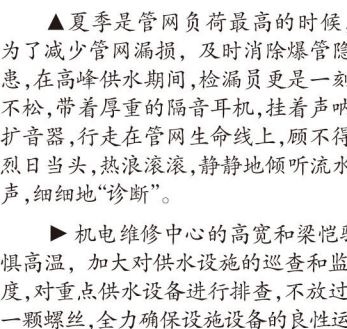 ▲夏季是管网负荷最高的时候，
为了减少管网漏损，及时消除爆管隐
患，在高峰供水期间，检漏员更是一刻
不松，带着厚重的隔音耳机，挂着声呐
扩音器，行走在管网生命线上，顾不得
烈日当头，热浪滚滚，静静地倾听流水
声，细细地“诊断”。
▶机电维修中心的高宽和梁恺
惧高温，加大对供水设施的巡查和监
度，对重点供水设备进行排查，不放过
一颗螺丝，全力确保设施设备的良性运